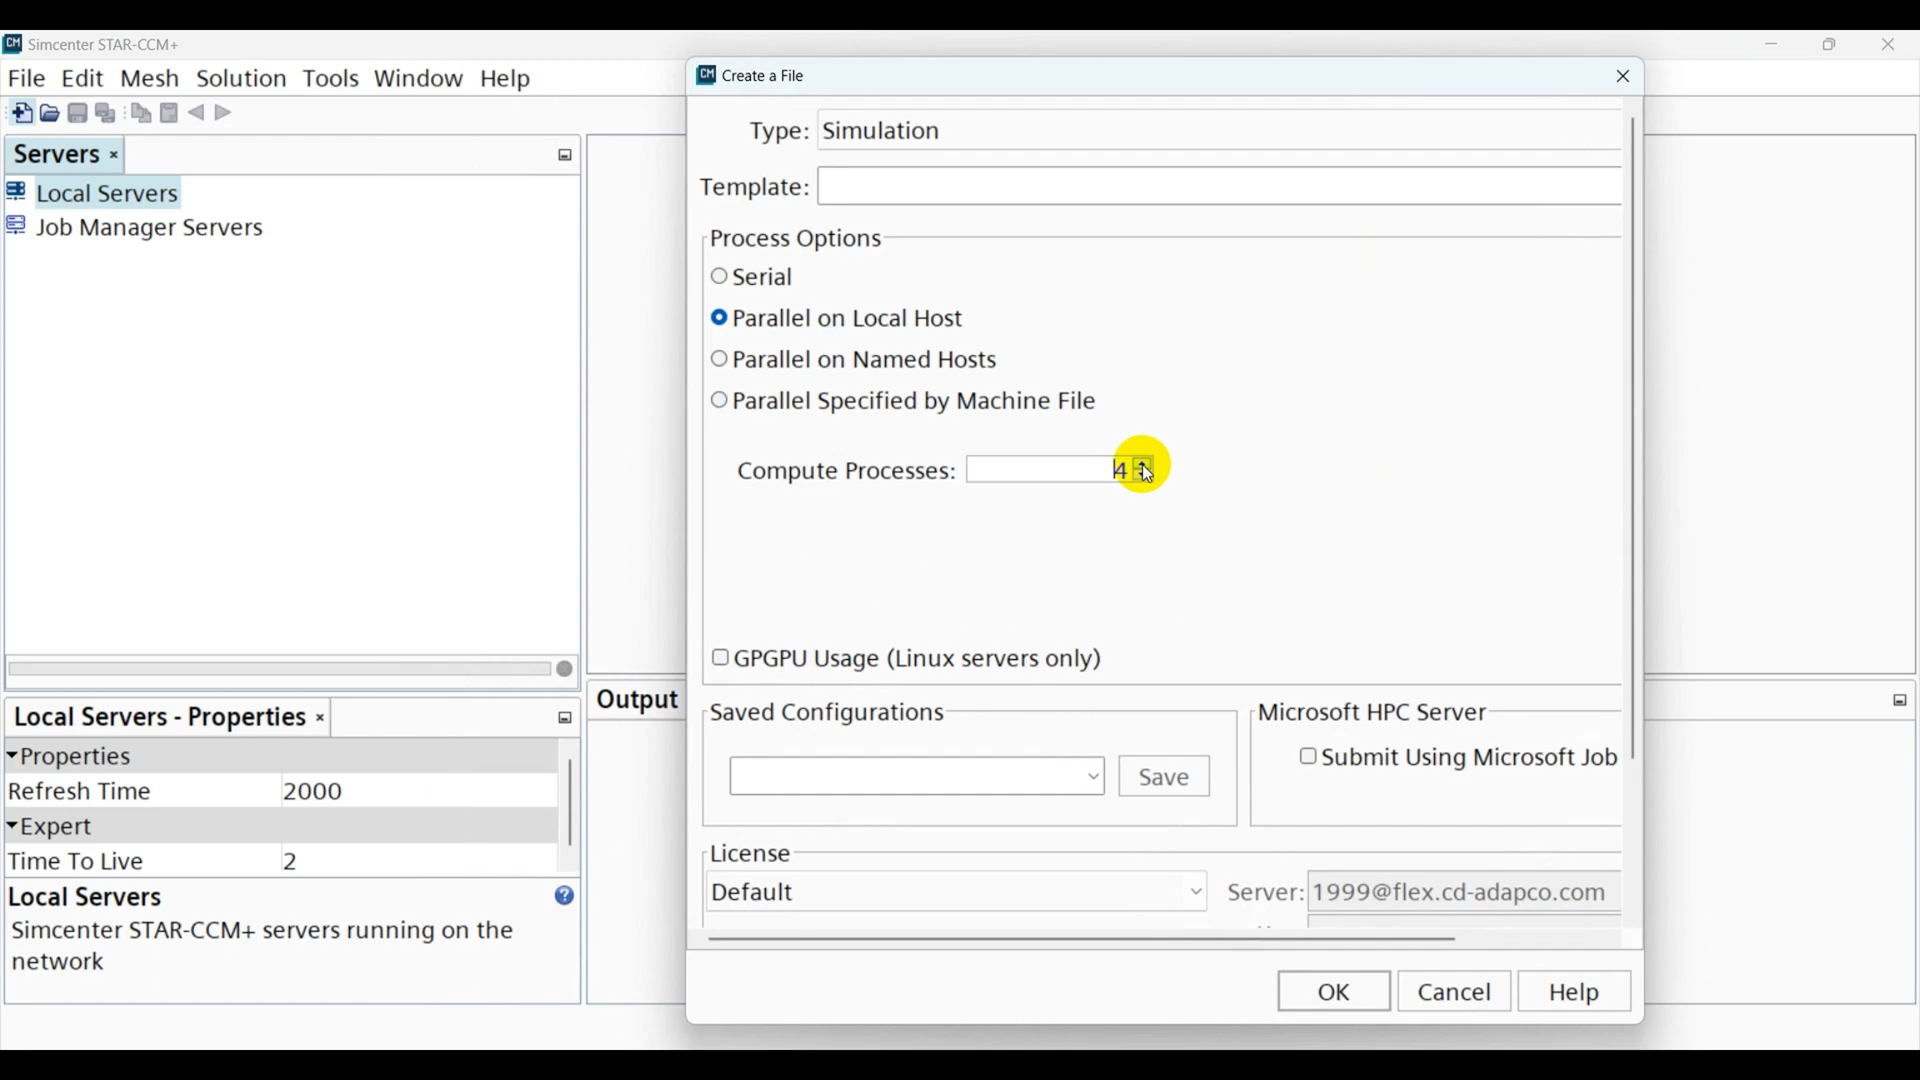 CM Simcenter STAR-CCM+
File Edit Mesh Solution Tools Window Help
Servers ×
Local Servers
Job Manager Servers
Local Servers - Properties ×
Properties
Refresh Time 2000
Expert
Time To Live 2
Local Servers ?
Simcenter STAR-CCM+ servers running on the
network
Output
CM Create a File
Type: Simulation
Template:
Process Options
Serial
Parallel on Local Host
Parallel on Named Hosts
Parallel Specified by Machine File
Compute Processes: 4
GPGPU Usage (Linux servers only)
Saved Configurations
Save
Microsoft HPC Server
Submit Using Microsoft Job
License
Default
Server: 1999@flex.cd-adapco.com
OK Cancel Help